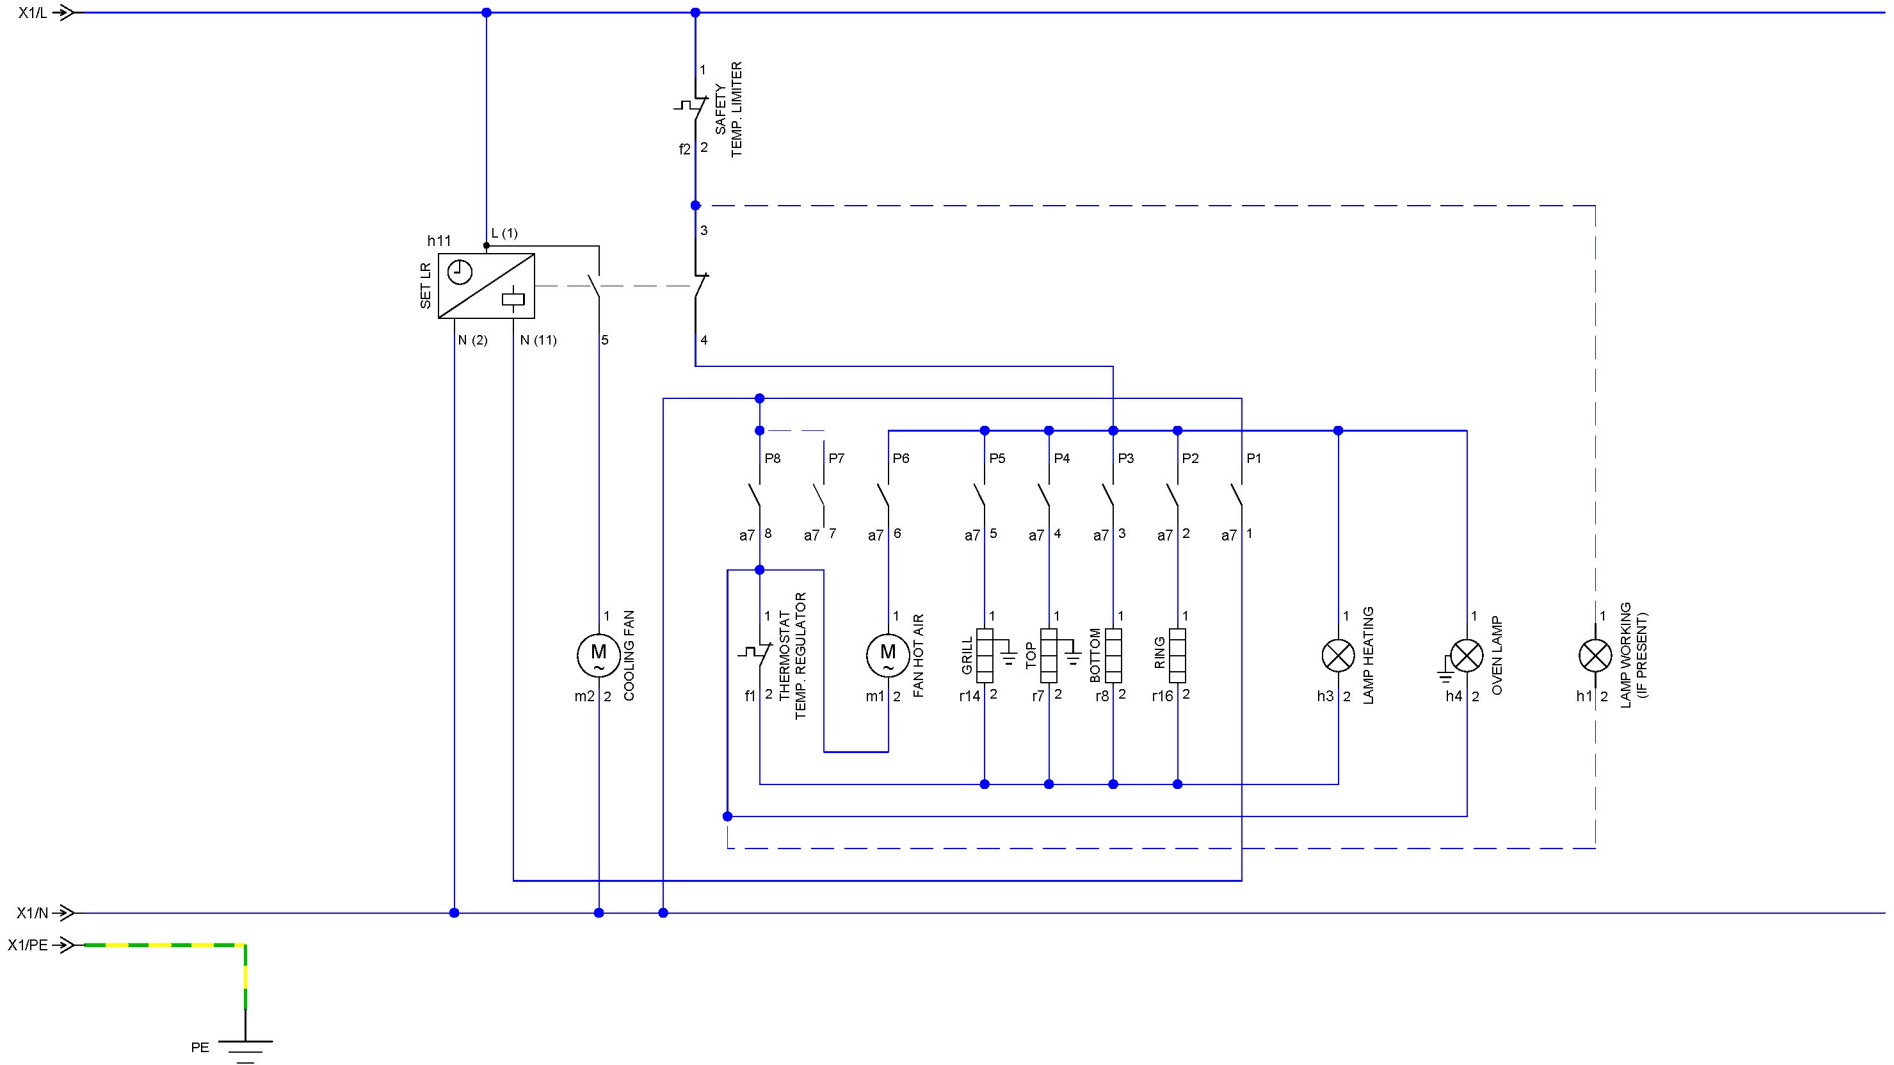 X1/L
1
SAFETY
TEMP. LIMITER
f2 2
3
L (1)
h11
SET LR
N (2)
N (11)
5
4
P8
P7
P6
P5
P4
P3
P2
P1
a7 8
a7 7
a7 6
a7 5
a7 4
a7 3
a7 2
a7 1
1
M
~
m2 2
COOLING FAN
1
f1 2
THERMOSTAT
TEMP. REGULATOR
1
M
~
m1 2
FAN HOT AIR
1
GRILL
r14 2
1
TOP
r7 2
1
BOTTOM
r8 2
1
RING
r16 2
1
h3 2
LAMP HEATING
1
h4 2
OVEN LAMP
1
h1 2
LAMP WORKING
(IF PRESENT)
X1/N
X1/PE
PE